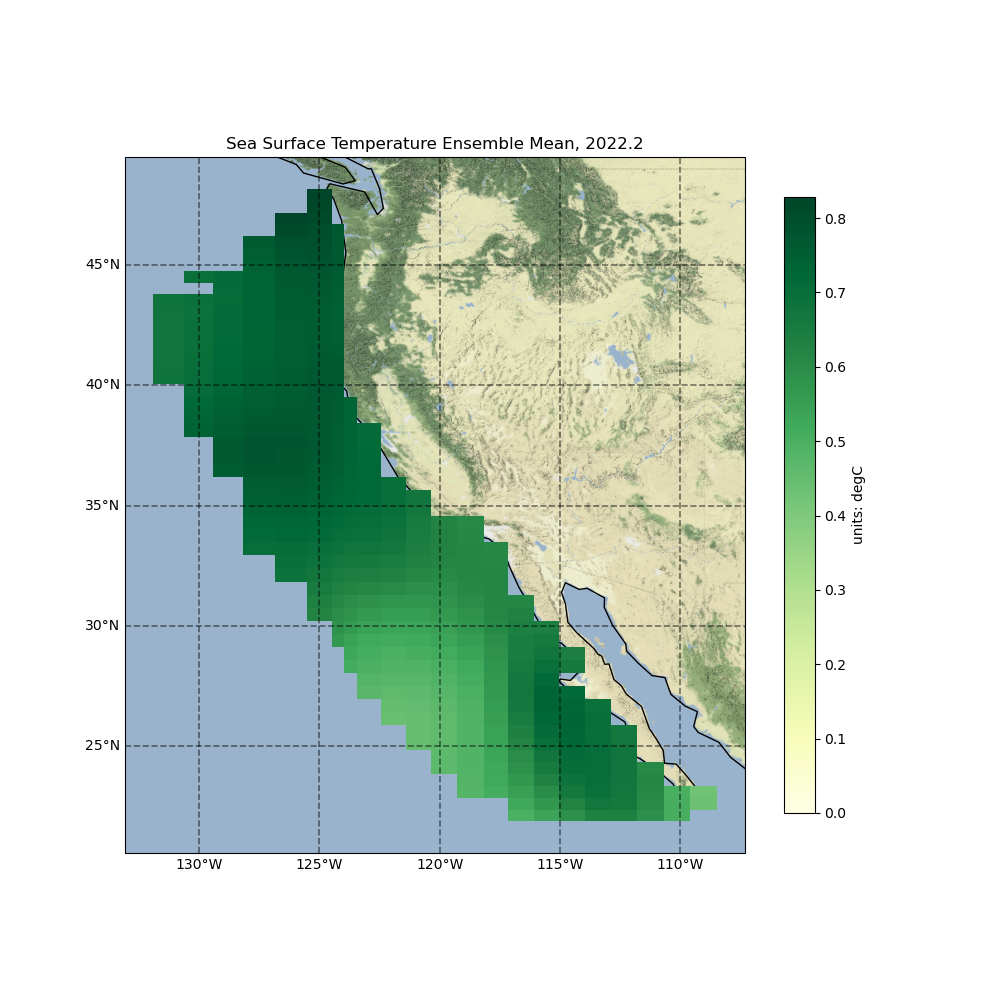 Sea Surface Temperature Ensemble Mean, 2022.2
45°N
40°N
35°N
30°N
25°N
130°W
125°W
120°W
115°W
110°W
0.8
0.7
0.6
0.5
0.4
0.3
0.2
0.1
0.0
units: degC